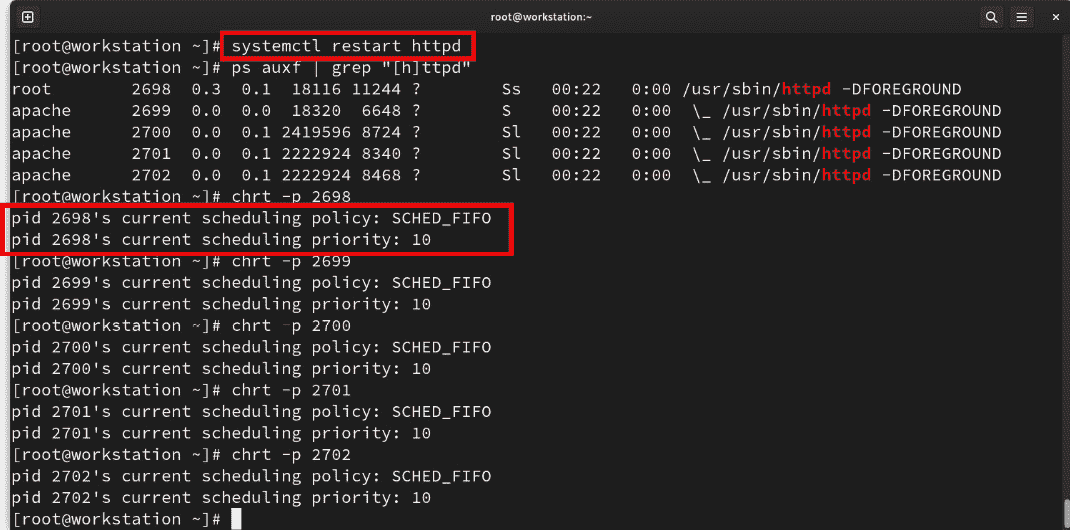 root@workstation:~
[root@workstation ~]# systemctl restart httpd
[root@workstation ~]# ps auxf | grep "[h]ttpd"
root        2698  0.3  0.1  18116 11244 ?        Ss   00:22   0:00 /usr/sbin/httpd -DFOREGROUND
apache      2699  0.0  0.0  18320  6648 ?        S    00:22   0:00  \_ /usr/sbin/httpd -DFOREGROUND
apache      2700  0.0  0.1 2419596 8724 ?        Sl   00:22   0:00  \_ /usr/sbin/httpd -DFOREGROUND
apache      2701  0.0  0.1 2222924 8340 ?        Sl   00:22   0:00  \_ /usr/sbin/httpd -DFOREGROUND
apache      2702  0.0  0.1 2222924 8468 ?        Sl   00:22   0:00  \_ /usr/sbin/httpd -DFOREGROUND
[root@workstation ~]# chrt -p 2698
pid 2698's current scheduling policy: SCHED_FIFO
pid 2698's current scheduling priority: 10
[root@workstation ~]# chrt -p 2699
pid 2699's current scheduling policy: SCHED_FIFO
pid 2699's current scheduling priority: 10
[root@workstation ~]# chrt -p 2700
pid 2700's current scheduling policy: SCHED_FIFO
pid 2700's current scheduling priority: 10
[root@workstation ~]# chrt -p 2701
pid 2701's current scheduling policy: SCHED_FIFO
pid 2701's current scheduling priority: 10
[root@workstation ~]# chrt -p 2702
pid 2702's current scheduling policy: SCHED_FIFO
pid 2702's current scheduling priority: 10
[root@workstation ~]#